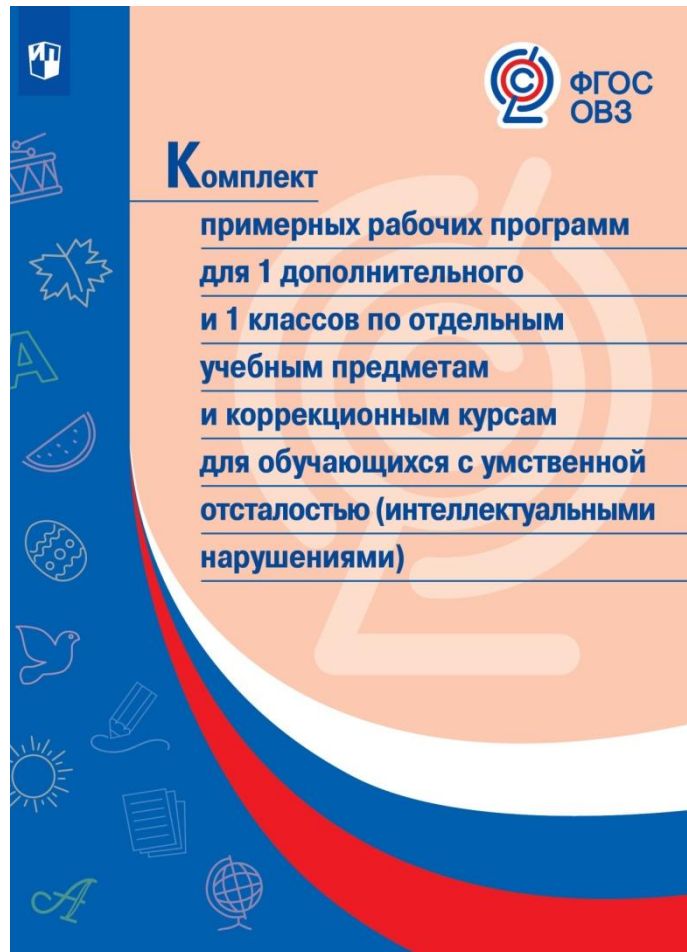 ИП
ФГОС
ОВЗ
Комплект
примерных рабочих программ
для 1 дополнительного
и 1 классов по отдельным
учебным предметам
и коррекционным курсам
для обучающихся с умственной
отсталостью (интеллектуальными
нарушениями)
А
А